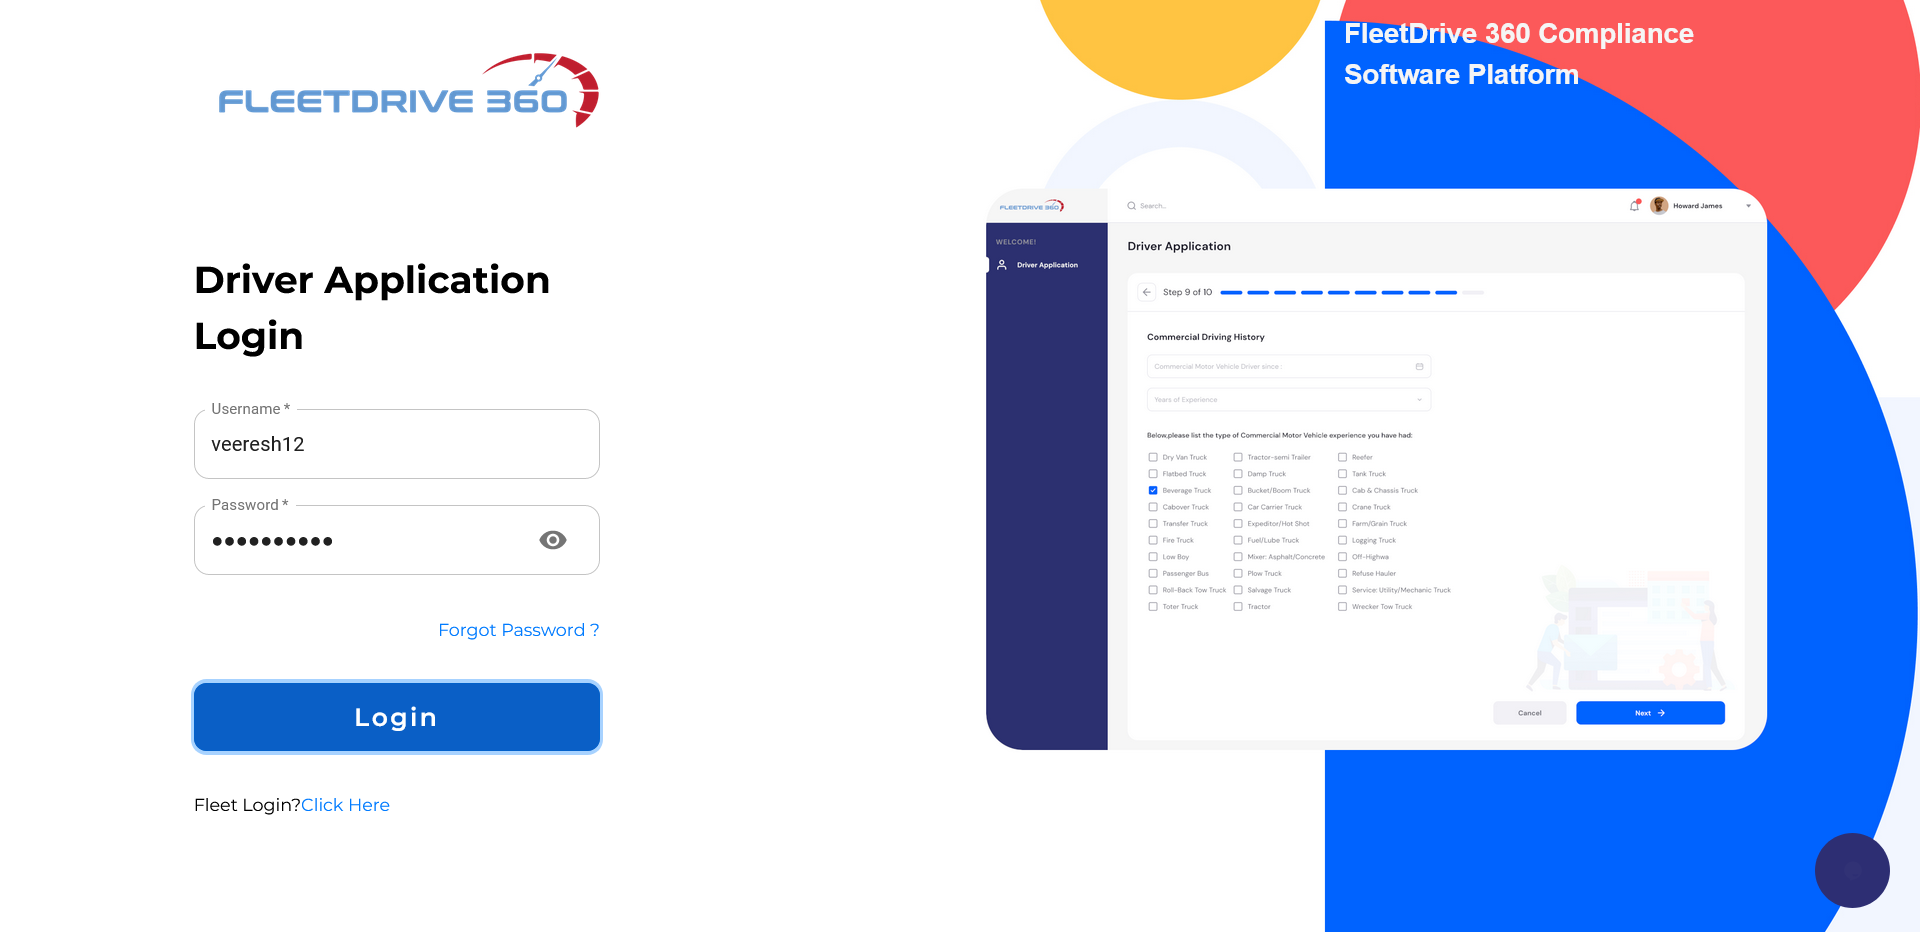 FLEETDRIVE 360
Driver Application
Login
Username *
veeresh12
Password *
••••••••••
Forgot Password ?
Login
Fleet Login?Click Here
FleetDrive 360 Compliance
Software Platform
FLEETDRIVE 360
Search..
Howard James
WELCOME!
Driver Application
Driver Application
Step 9 of 10
Commercial Driving History
Commercial Motor Vehicle Driver since :
Years of Experience
Below,please list the type of Commercial Motor Vehicle experience you have had:
Dry Van Truck Tractor-semi Trailer Reefer
Flatbed Truck Damp Truck Tank Truck
Beverage Truck Bucket/Boom Truck Cab & Chassis Truck
Cabover Truck Car Carrier Truck Crane Truck
Transfer Truck Expeditor/Hot Shot Farm/Grain Truck
Fire Truck Fuel/Lube Truck Logging Truck
Low Boy Mixer: Asphalt/Concrete Off-Highwa
Passenger Bus Plow Truck Refuse Hauler
Roll-Back Tow Truck Salvage Truck Service: Utility/Mechanic Truck
Toter Truck Tractor Wrecker Tow Truck
Cancel
Next